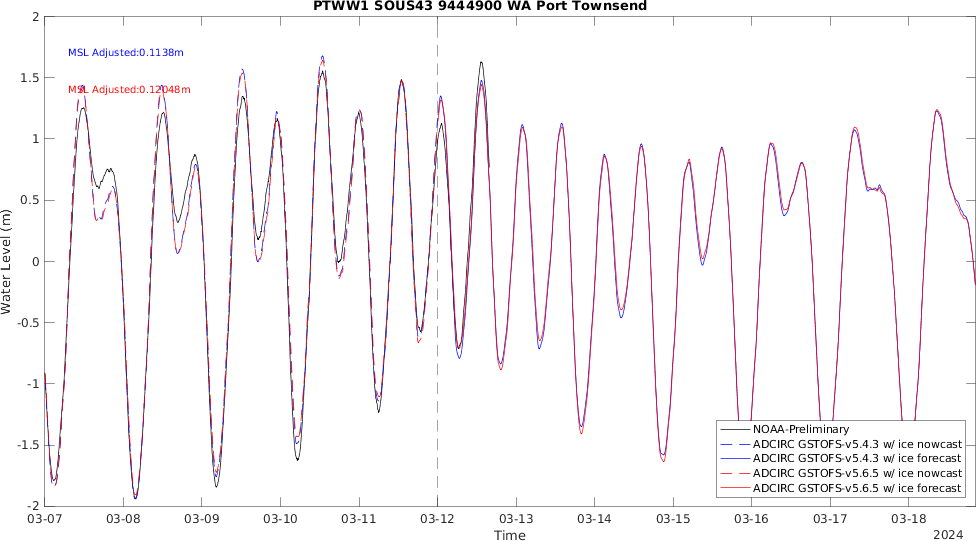 PTWW1 SOUS43 9444900 WA Port Townsend
2
1.5
1
0.5
0
-0.5
-1
-1.5
-2
Water Level (m)
MSL Adjusted:0.1138m
MSL Adjusted:0.12048m
NOAA-Preliminary
ADCIRC GSTOFS-v5.4.3 w/ ice nowcast
ADCIRC GSTOFS-v5.4.3 w/ ice forecast
ADCIRC GSTOFS-v5.6.5 w/ ice nowcast
ADCIRC GSTOFS-v5.6.5 w/ ice forecast
03-07 03-08 03-09 03-10 03-11 03-12 03-13 03-14 03-15 03-16 03-17 03-18
Time
2024